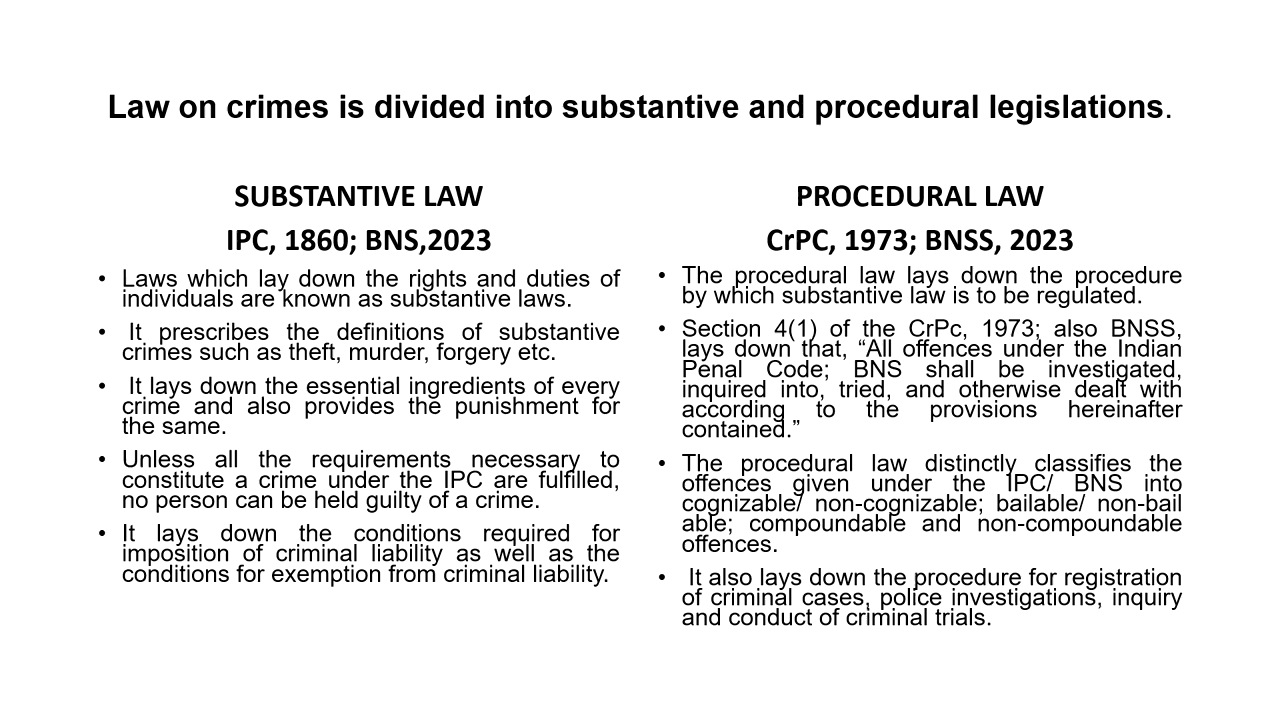 Law on crimes is divided into substantive and procedural legislations.
SUBSTANTIVE LAW
IPC, 1860; BNS,2023
• Laws which lay down the rights and duties of
individuals are known as substantive laws.
• It prescribes the definitions of substantive
crimes such as theft, murder, forgery etc.
• It lays down the essential ingredients of every
crime and also provides the punishment for
the same.
• Unless all the requirements necessary to
constitute a crime under the IPC are fulfilled,
no person can be held guilty of a crime.
• It lays down the conditions required for
imposition of criminal liability as well as the
conditions for exemption from criminal liability.
PROCEDURAL LAW
CrPC, 1973; BNSS, 2023
• The procedural law lays down the procedure
by which substantive law is to be regulated.
• Section 4(1) of the CrPc, 1973; also BNSS,
lays down that, “All offences under the Indian
Penal Code; BNS shall be investigated,
inquired into, tried, and otherwise dealt with
according to the provisions hereinafter
contained.”
• The procedural law distinctly classifies the
offences given under the IPC/ BNS into
cognizable/ non-cognizable; bailable/ non-bail
able; compoundable and non-compoundable
offences.
• It also lays down the procedure for registration
of criminal cases, police investigations, inquiry
and conduct of criminal trials.